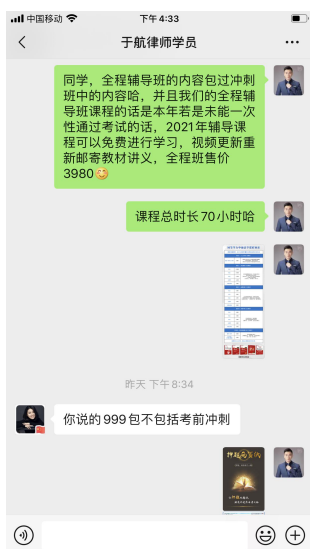 中国移动
下午4:33
于航律师学员
同学，全程辅导班的内容包过冲刺
班中的内容哈，并且我们的全程辅
导班课程的话是本年若是未能一次
性通过考试的话，2021年辅导课
程可以免费进行学习，视频更新重
新邮寄教材讲义，全程班售价
3980
课程总时长70小时哈
昨天 下午8:34
你说的999包不包括考前冲刺